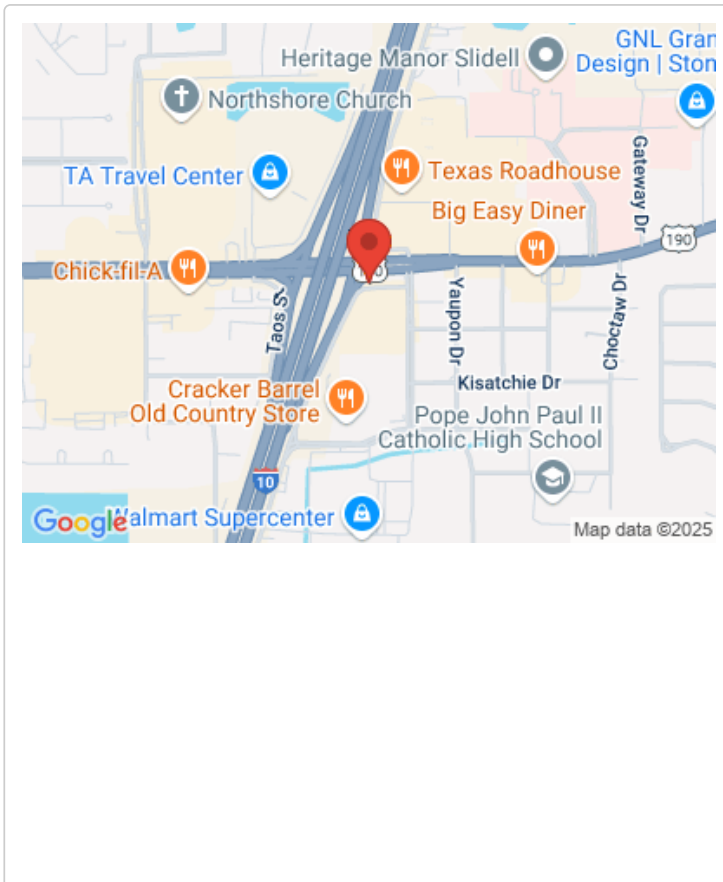 Heritage Manor Slidell
GNL Gran
Design | Ston
Northshore Church
TA Travel Center
Texas Roadhouse
Gateway Dr
Big Easy Diner
190
Chick-fil-A
Taos St
Yaupon Dr
Choctaw Dr
Kisatchie Dr
Cracker Barrel
Old Country Store
Pope John Paul II
Catholic High School
10
Google
Walmart Supercenter
Map data ©2025